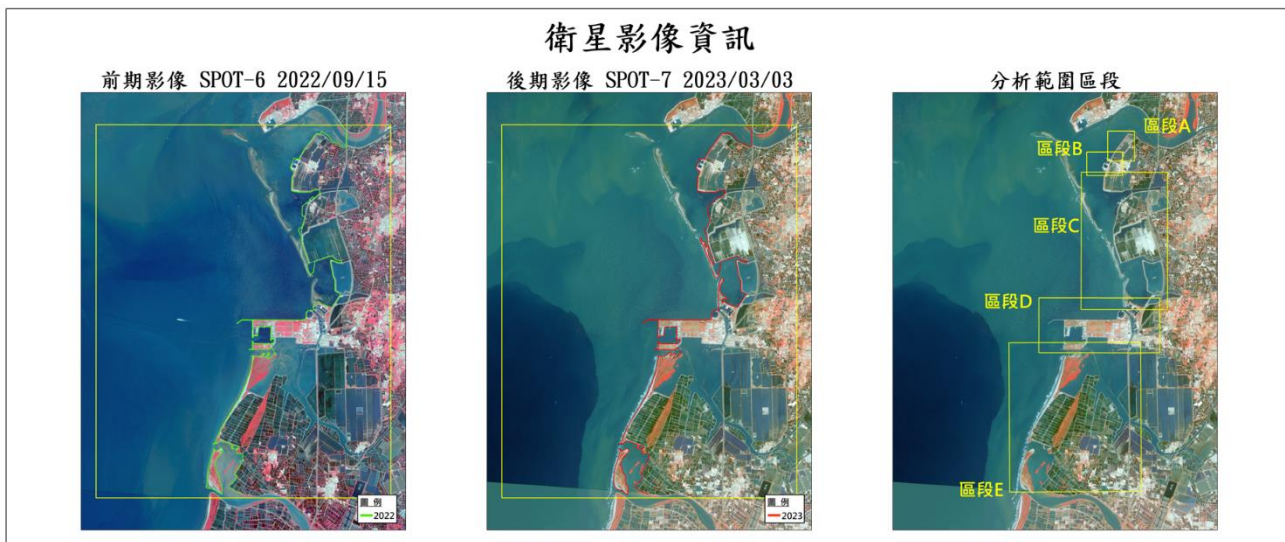 衛星影像資訊
前期影像 SPOT-6 2022/09/15
後期影像 SPOT-7 2023/03/03
分析範圍區段
圖 例
2022
圖 例
2023
區段A
區段B
區段C
區段D
區段E